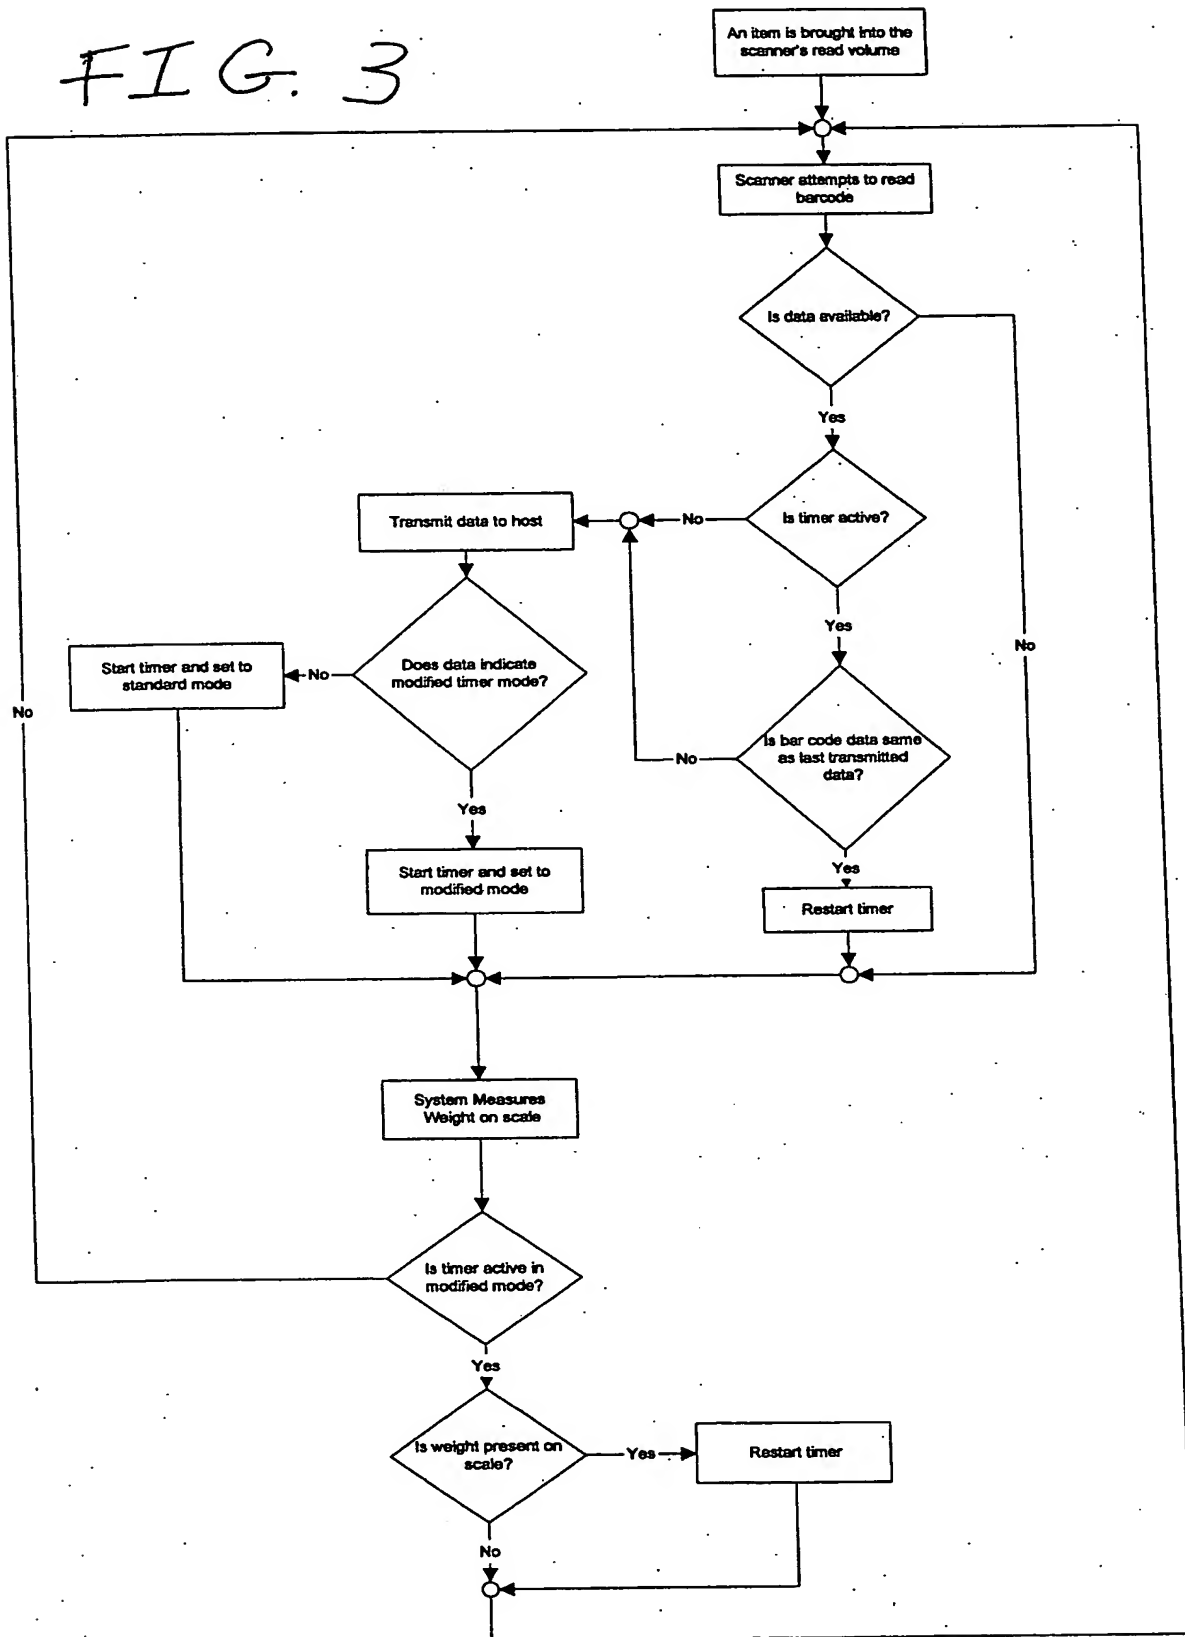 FIG. 3
An item is brought into the
scanner's read volume
Scanner attempts to read
barcode
Is data available?
Yes
No
Is timer active?
No
Yes
Transmit data to host
Does data indicate
modified timer mode?
No
Start timer and set to
standard mode
No
Is bar code data same
as last transmitted
data?
No
Yes
Yes
Start timer and set to
modified mode
Restart timer
System Measures
Weight on scale
Is timer active in
modified mode?
Yes
Is weight present on
scale?
Yes
Restart timer
No